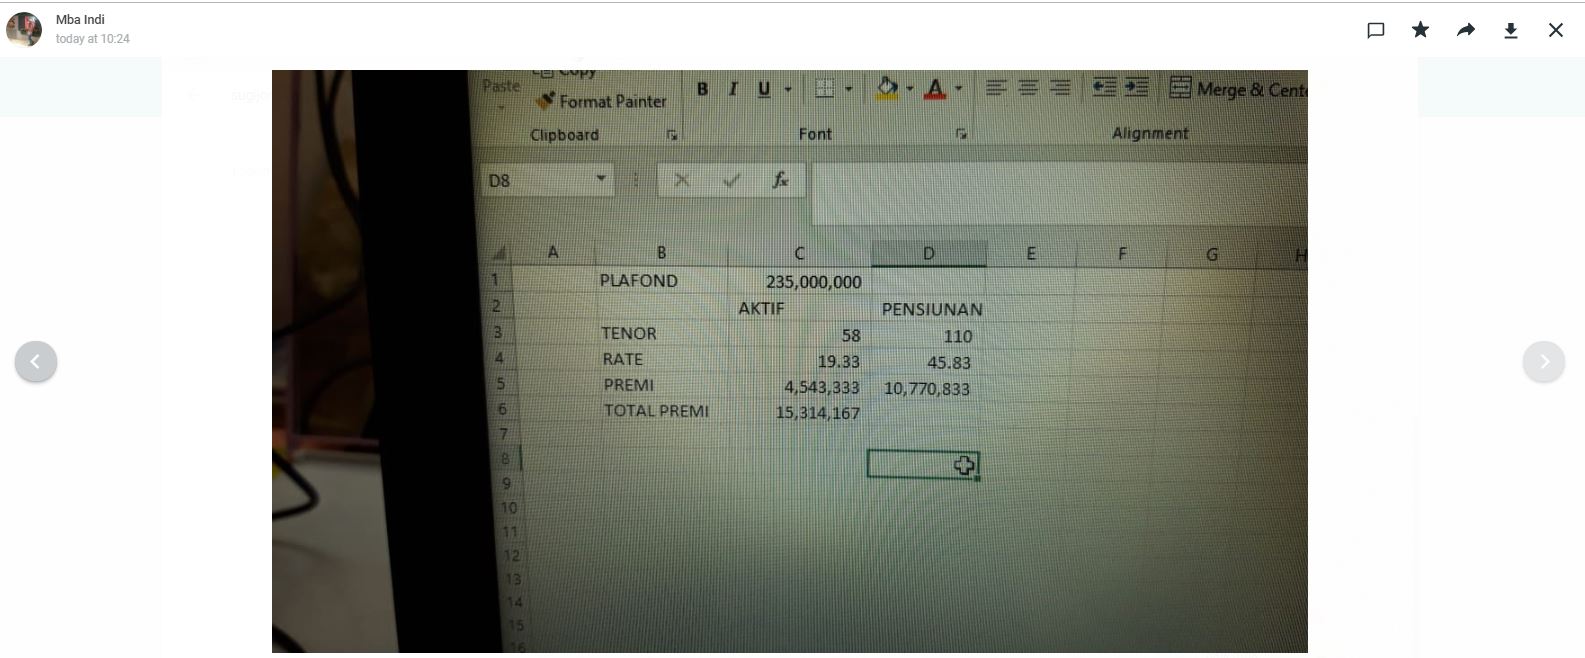 Mba Indi
today at 10:24
Paste Copy
Format Painter B I U A Merge & Cente
Clipboard Font Alignment
D8 fx
A B C D E F G H
1 PLAFOND 235,000,000
2 AKTIF PENSIUNAN
3 TENOR 58 110
4 RATE 19.33 45.83
5 PREMI 4,543,333 10,770,833
6 TOTAL PREMI 15,314,167
7
8
9
10
11
12
13
14
15
16